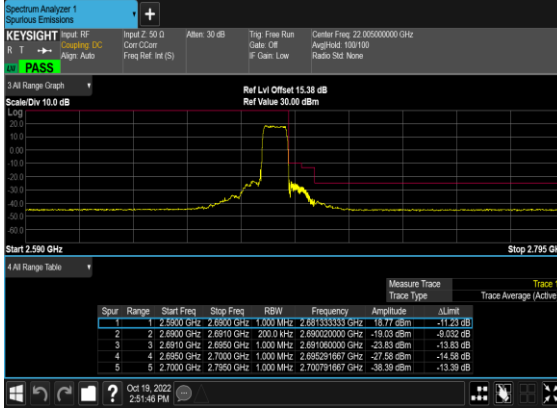 Spectrum Analyzer 1
Spurious Emissions
+
KEYSIGHT Input: RF Input Z: 50 Ω Atten: 30 dB Trig: Free Run Center Freq: 22.005000000 GHz
R T Coupling: DC Corr CCorr Gate: Off Avg|Hold: 100/100
Align: Auto Freq Ref: Int (S) IF Gain: Low Radio Std: None
PASS
3 All Range Graph
Ref Lvl Offset 15.38 dB
Scale/Div 10.0 dB Ref Value 30.00 dBm
Log
20.0
10.0
0.00
-10.0
-20.0
-30.0
-40.0
-50.0
-60.0
Start 2.590 GHz Stop 2.795 GH
4 All Range Table
Measure Trace Trace 1
Trace Type Trace Average (Active
Spur Range Start Freq Stop Freq RBW Frequency Amplitude ΔLimit
1 1 2.5900 GHz 2.6900 GHz 1.000 MHz 2.681333333 GHz 18.77 dBm -11.23 dB
2 2 2.6900 GHz 2.6910 GHz 200.0 kHz 2.690020000 GHz -19.03 dBm -9.032 dB
3 3 2.6910 GHz 2.6950 GHz 1.000 MHz 2.691060000 GHz -23.83 dBm -13.83 dB
4 4 2.6950 GHz 2.7000 GHz 1.000 MHz 2.695291667 GHz -27.58 dBm -14.58 dB
5 5 2.7000 GHz 2.7950 GHz 1.000 MHz 2.700791667 GHz -38.39 dBm -13.39 dB
? Oct 19, 2022
2:51:46 PM